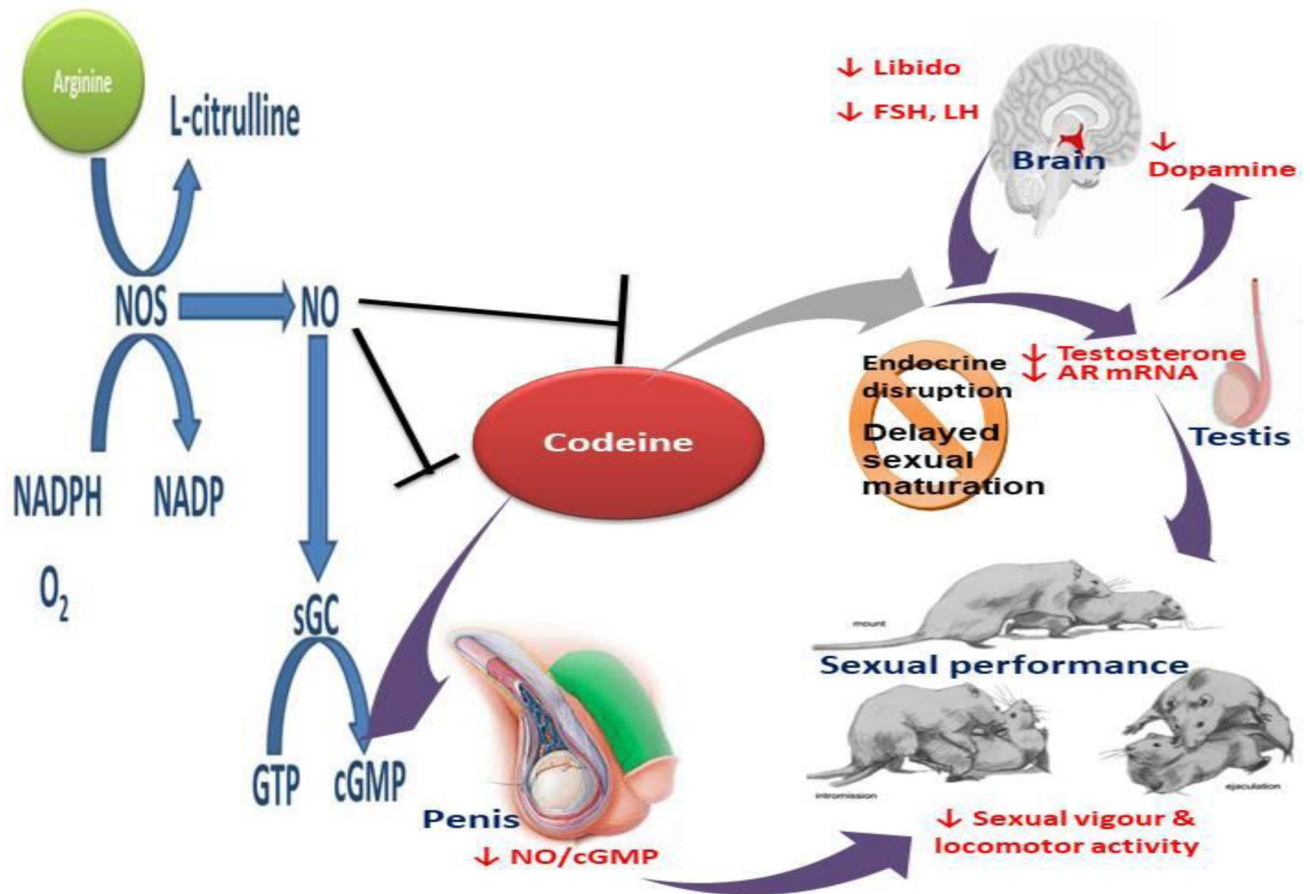 Arginine
L-citrulline
NOS
NO
NADPH
NADP
O2
sGC
GTP
cGMP
Codeine
Penis
↓ NO/cGMP
↓ Libido
↓ FSH, LH
Brain
↓
Dopamine
Endocrine
disruption
Delayed
sexual
maturation
↓ Testosterone
↓ AR mRNA
Testis
mount
Sexual performance
intromission
ejaculation
↓ Sexual vigour &
locomotor activity